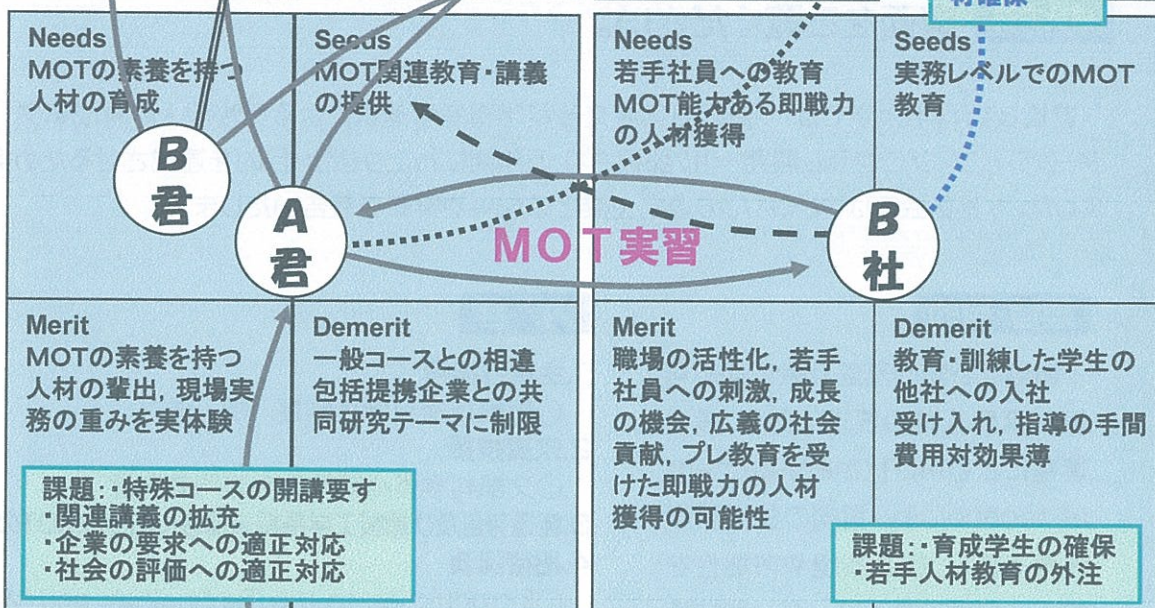 材確保
Needs
MOTの素養を持つ
人材の育成
Seeds
MOT関連教育・講義
の提供
B
君
A
君
Needs
若手社員への教育
MOT能力ある即戦力
の人材獲得
Seeds
実務レベルでのMOT
教育
B
社
MOT実習
Merit
MOTの素養を持つ
人材の輩出, 現場実
務の重みを実体験
Demerit
一般コースとの相違
包括提携企業との共
同研究テーマに制限
課題:・特殊コースの開講要す
・関連講義の拡充
・企業の要求への適正対応
・社会の評価への適正対応
Merit
職場の活性化, 若手
社員への刺激, 成長
の機会, 広義の社会
貢献, プレ教育を受
けた即戦力の人材
獲得の可能性
Demerit
教育・訓練した学生の
他社への入社
受け入れ, 指導の手間
費用対効果薄
課題:・育成学生の確保
・若手人材教育の外注